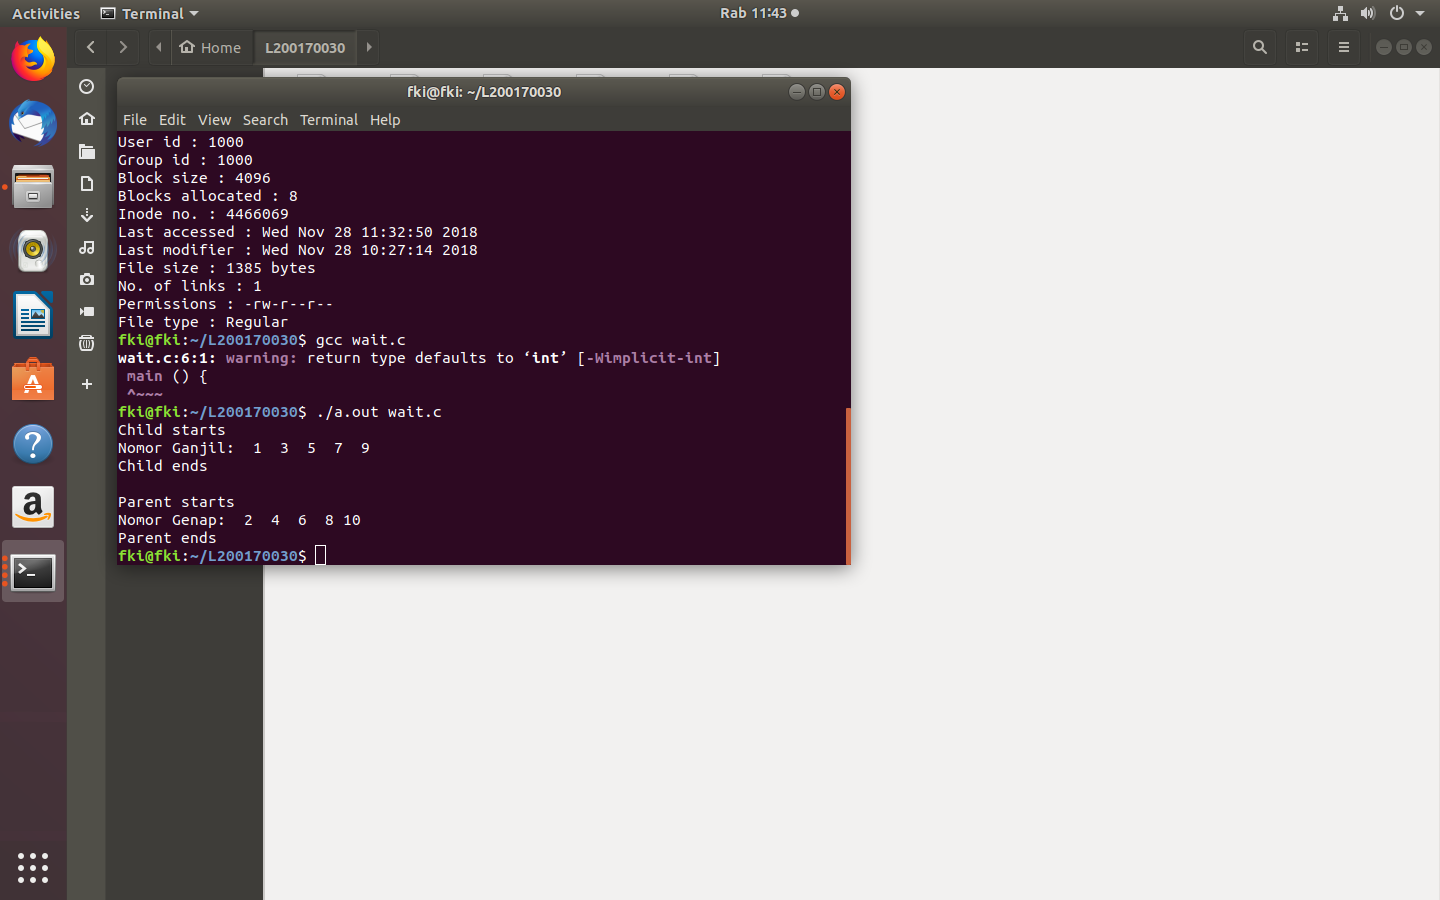 Activities Terminal Rab 11:43
Home L200170030
fki@fki: ~/L200170030
File Edit View Search Terminal Help
User id : 1000
Group id : 1000
Block size : 4096
Blocks allocated : 8
Inode no. : 4466069
Last accessed : Wed Nov 28 11:32:50 2018
Last modifier : Wed Nov 28 10:27:14 2018
File size : 1385 bytes
No. of links : 1
Permissions : -rw-r--r--
File type : Regular
fki@fki:~/L200170030$ gcc wait.c
wait.c:6:1: warning: return type defaults to ‘int’ [-Wimplicit-int]
 main () {
 ^~~~
fki@fki:~/L200170030$ ./a.out wait.c
Child starts
Nomor Ganjil:  1  3  5  7  9
Child ends
Parent starts
Nomor Genap:  2  4  6  8 10
Parent ends
fki@fki:~/L200170030$